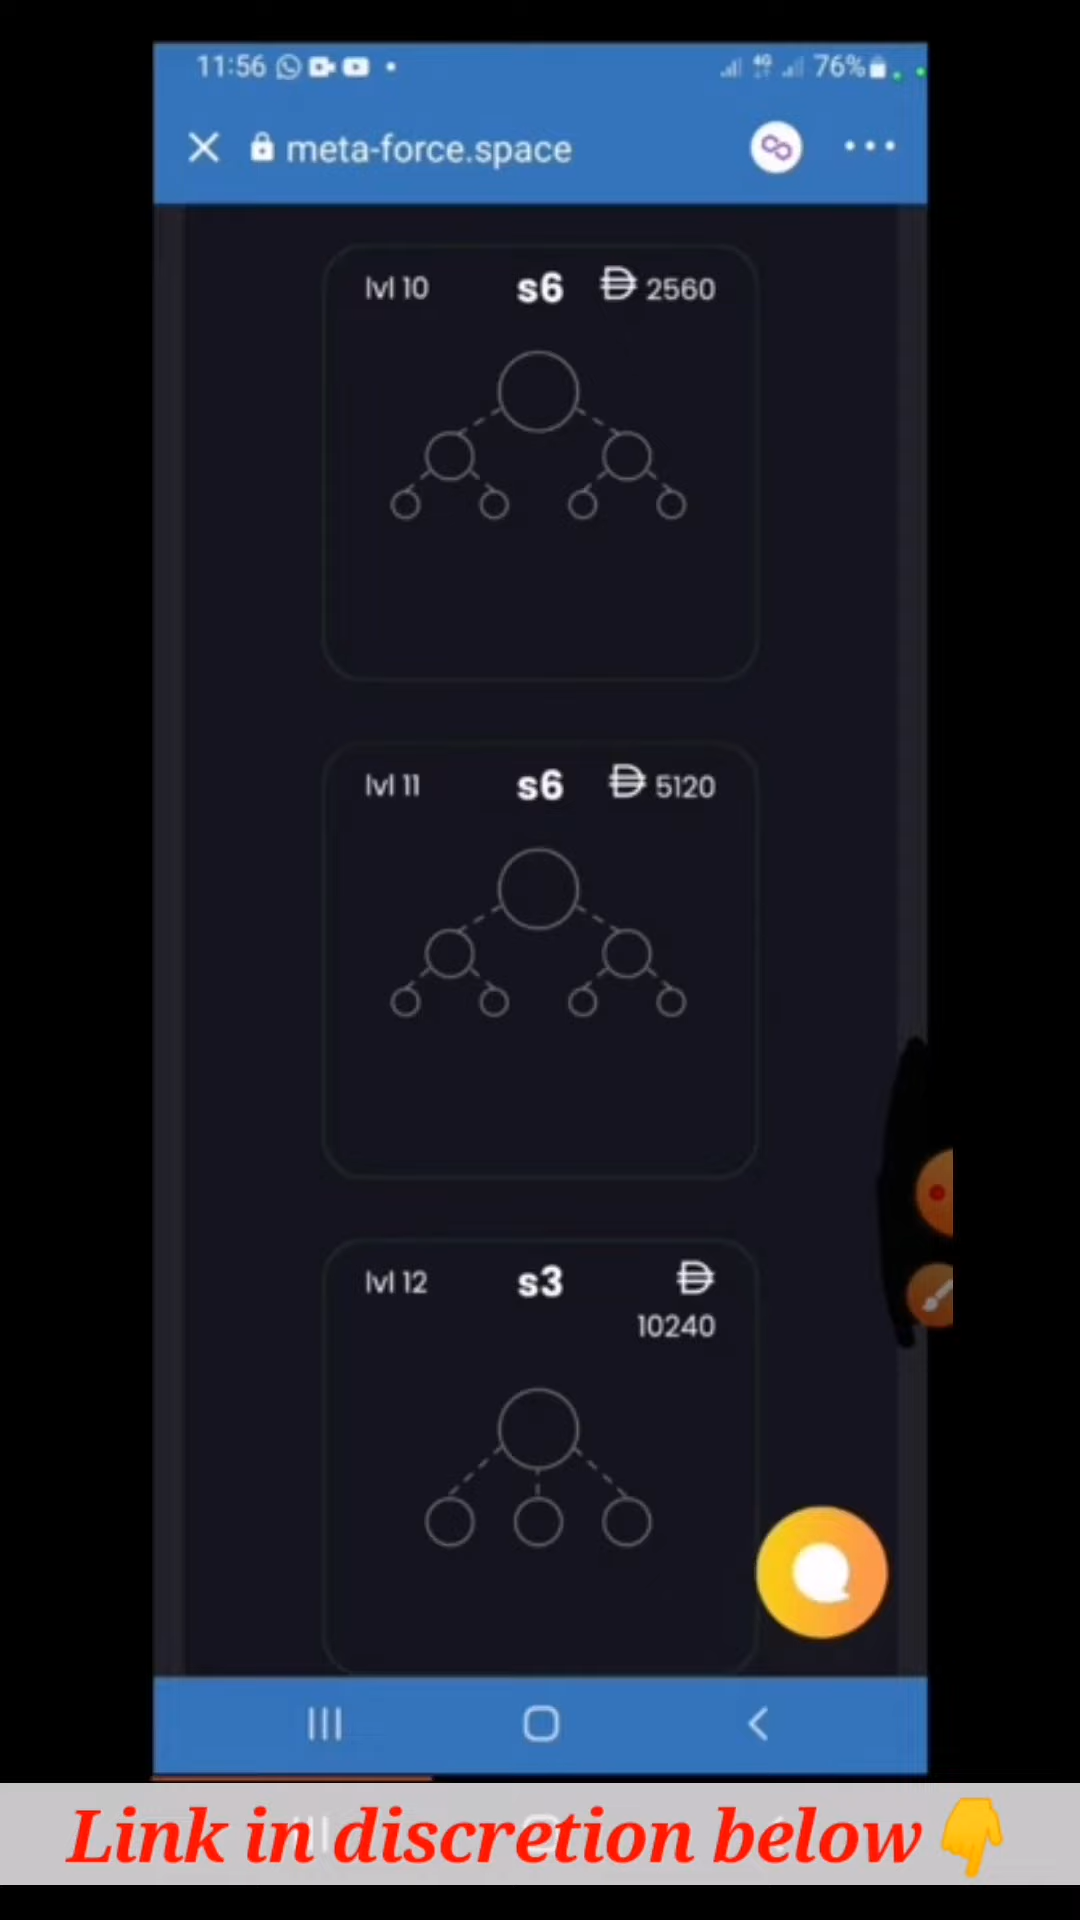 11:56 4G 76%
meta-force.space
lvl 10 s6 2560
lvl 11 s6 5120
lvl 12 s3
10240
Link in discretion below